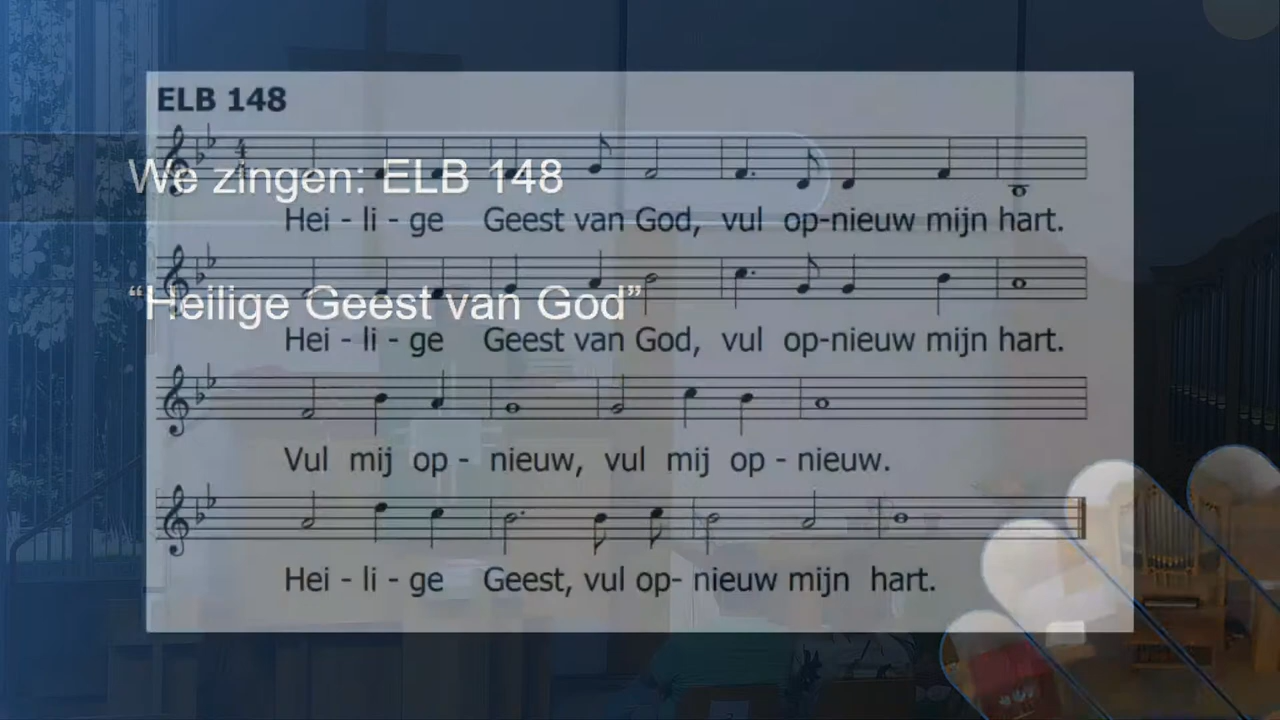 ELB 148
We zingen: ELB 148
Hei - li - ge Geest van God, vul op-nieuw mijn hart.
“Heilige Geest van God”
Hei - li - ge Geest van God, vul op-nieuw mijn hart.
Vul mij op - nieuw, vul mij op - nieuw.
Hei - li - ge Geest, vul op- nieuw mijn hart.